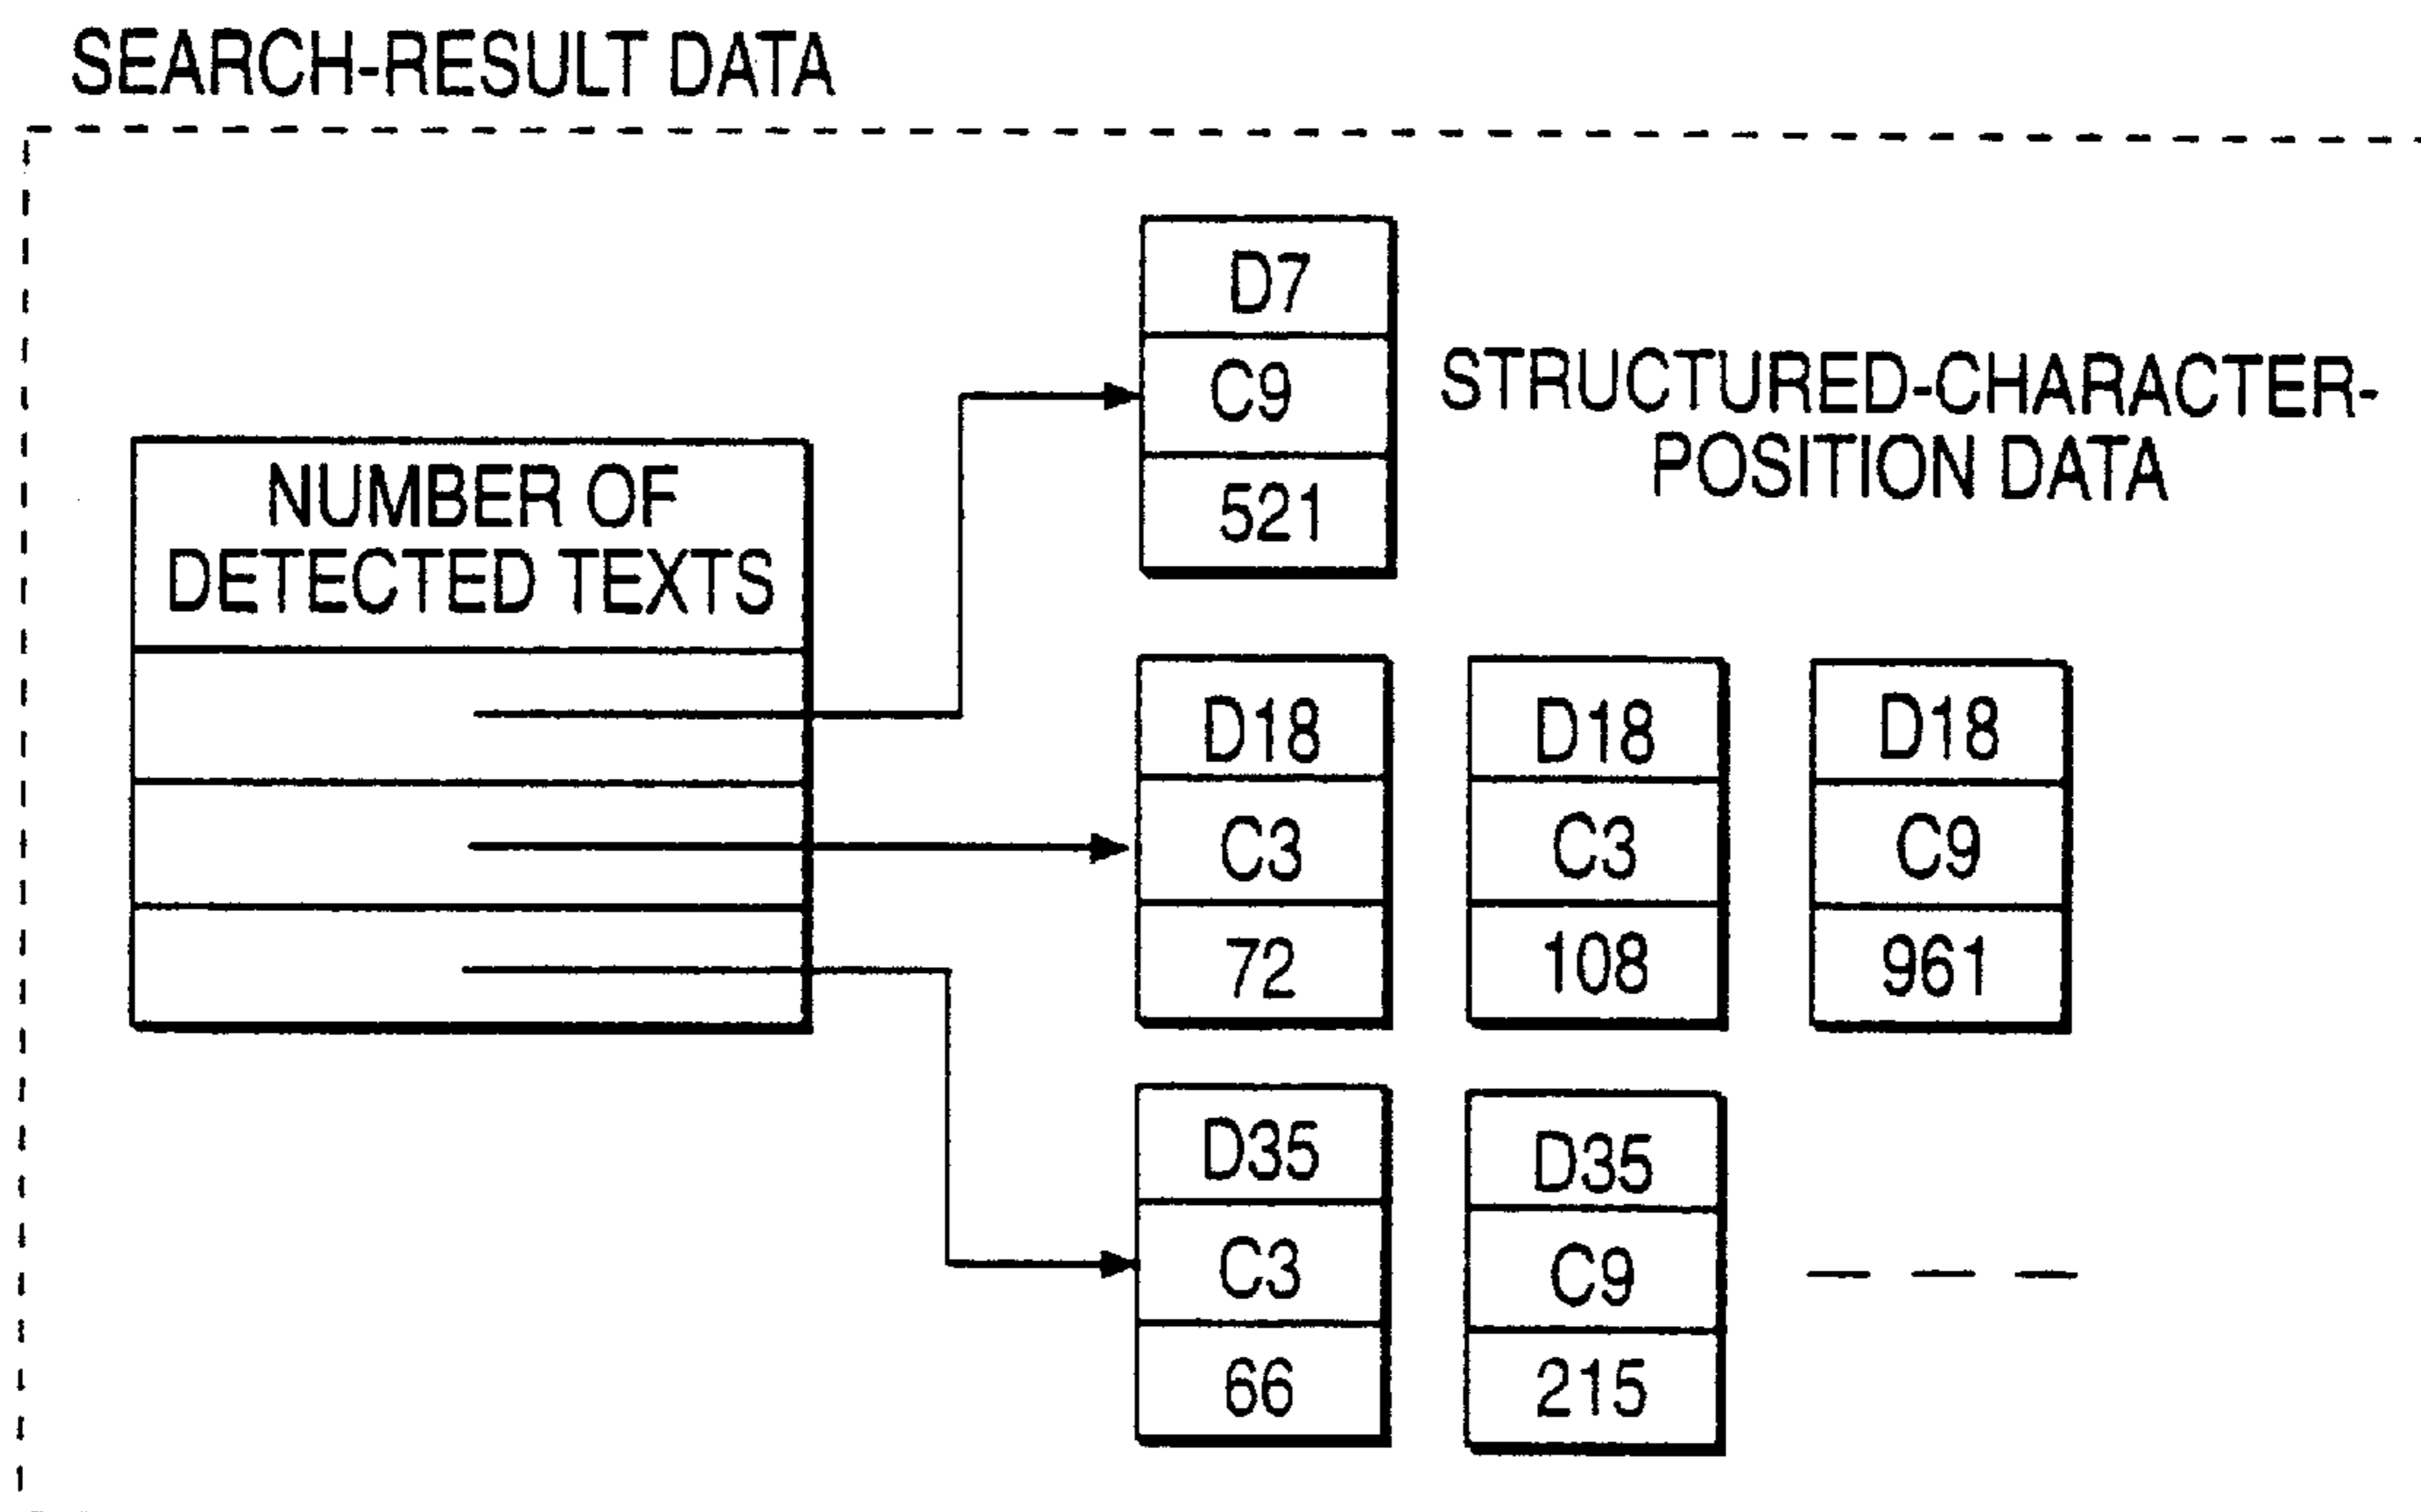 SEARCH-RESULT DATA
D7
C9
521
STRUCTURED-CHARACTER-
POSITION DATA
NUMBER OF
DETECTED TEXTS
D18
C3
72
D18
C3
108
D18
C9
961
D35
C3
66
D35
C9
215